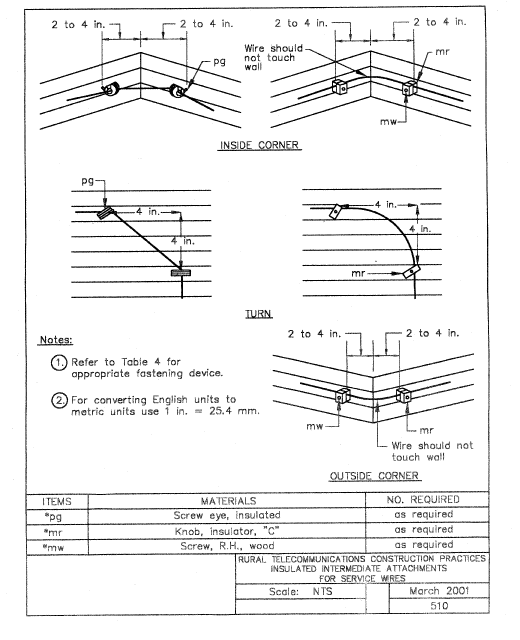 2 to 4 in. 2 to 4 in. 2 to 4 in. 2 to 4 in.
pg
Wire should
not touch
wall
mr
mw
INSIDE CORNER
pg
4 in.
4 in.
4 in.
4 in.
mr
TURN
Notes:
1. Refer to Table 4 for
appropriate fastening device.
2. For converting English units to
metric units use 1 in. = 25.4 mm.
2 to 4 in. 2 to 4 in.
mw
mr
Wire should not
touch wall
OUTSIDE CORNER
ITEMS MATERIALS NO. REQUIRED
*pg Screw eye, insulated as required
*mr Knob, insulator, "C" as required
*mw Screw, R.H., wood as required
RURAL TELECOMMUNICATIONS CONSTRUCTION PRACTICES
INSULATED INTERMEDIATE ATTACHMENTS
FOR SERVICE WIRES
Scale: NTS March 2001
510